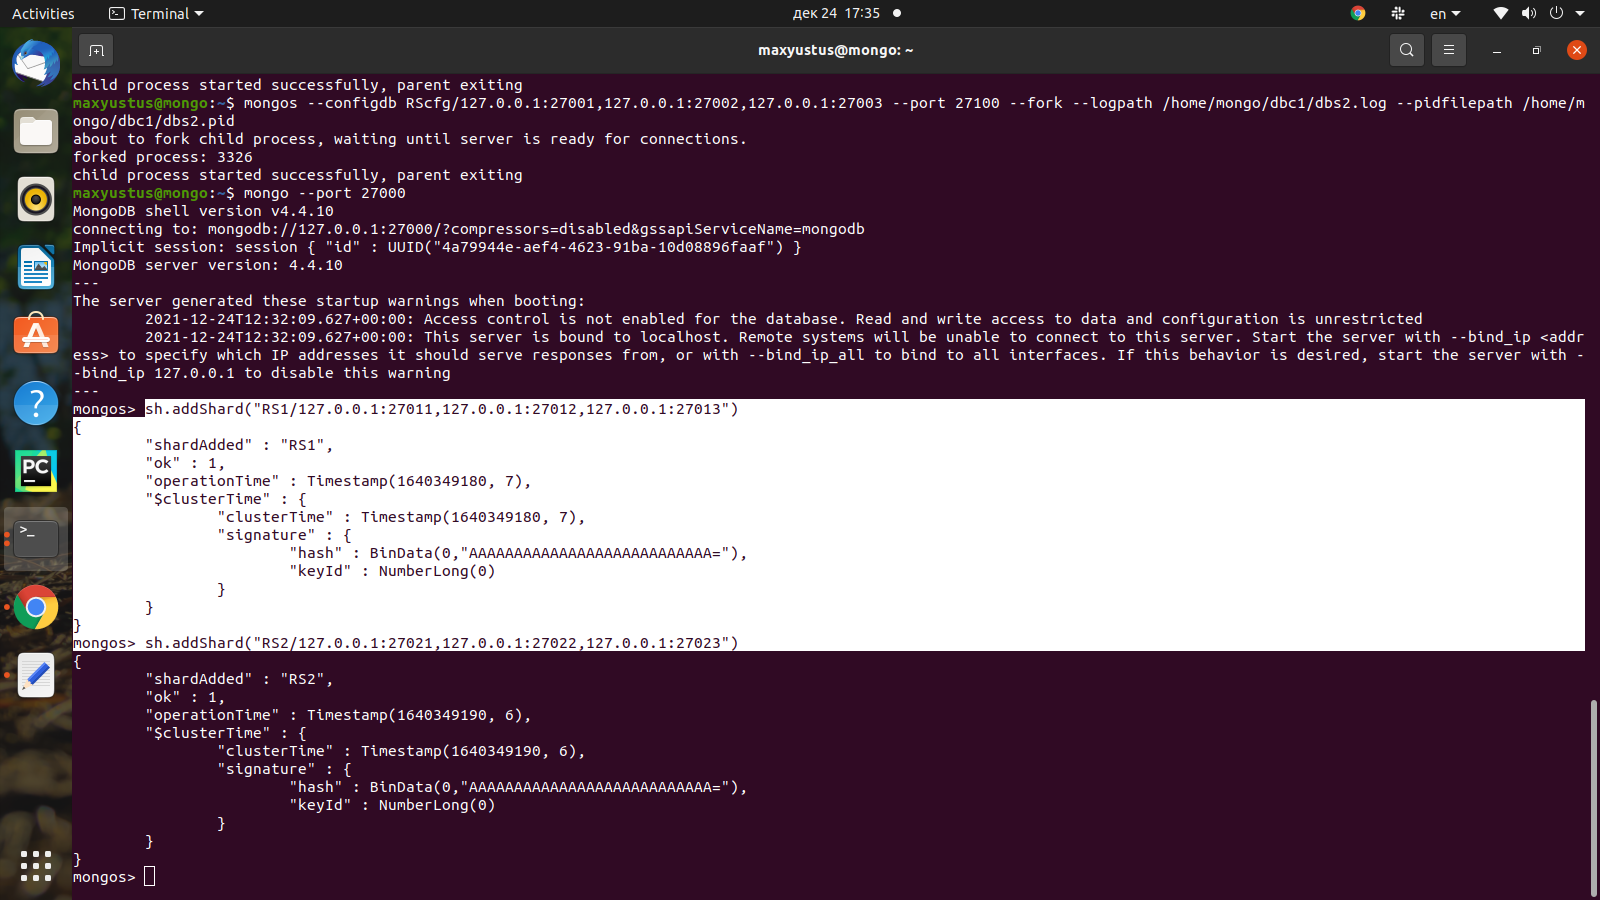 Activities Terminal дек 24 17:35 en
maxyustus@mongo: ~
child process started successfully, parent exiting
maxyustus@mongo:~$ mongos --configdb RScfg/127.0.0.1:27001,127.0.0.1:27002,127.0.0.1:27003 --port 27100 --fork --logpath /home/mongo/dbc1/dbs2.log --pidfilepath /home/m
ongo/dbc1/dbs2.pid
about to fork child process, waiting until server is ready for connections.
forked process: 3326
child process started successfully, parent exiting
maxyustus@mongo:~$ mongo --port 27000
MongoDB shell version v4.4.10
connecting to: mongodb://127.0.0.1:27000/?compressors=disabled&gssapiServiceName=mongodb
Implicit session: session { "id" : UUID("4a79944e-aef4-4623-91ba-10d08896faaf") }
MongoDB server version: 4.4.10
---
The server generated these startup warnings when booting:
2021-12-24T12:32:09.627+00:00: Access control is not enabled for the database. Read and write access to data and configuration is unrestricted
2021-12-24T12:32:09.627+00:00: This server is bound to localhost. Remote systems will be unable to connect to this server. Start the server with --bind_ip <addr
ess> to specify which IP addresses it should serve responses from, or with --bind_ip_all to bind to all interfaces. If this behavior is desired, start the server with -
-bind_ip 127.0.0.1 to disable this warning
---
mongos> sh.addShard("RS1/127.0.0.1:27011,127.0.0.1:27012,127.0.0.1:27013")
{
"shardAdded" : "RS1",
"ok" : 1,
"operationTime" : Timestamp(1640349180, 7),
"$clusterTime" : {
"clusterTime" : Timestamp(1640349180, 7),
"signature" : {
"hash" : BinData(0,"AAAAAAAAAAAAAAAAAAAAAAAAAAA="),
"keyId" : NumberLong(0)
}
}
}
mongos> sh.addShard("RS2/127.0.0.1:27021,127.0.0.1:27022,127.0.0.1:27023")
{
"shardAdded" : "RS2",
"ok" : 1,
"operationTime" : Timestamp(1640349190, 6),
"$clusterTime" : {
"clusterTime" : Timestamp(1640349190, 6),
"signature" : {
"hash" : BinData(0,"AAAAAAAAAAAAAAAAAAAAAAAAAAA="),
"keyId" : NumberLong(0)
}
}
}
mongos>
PC